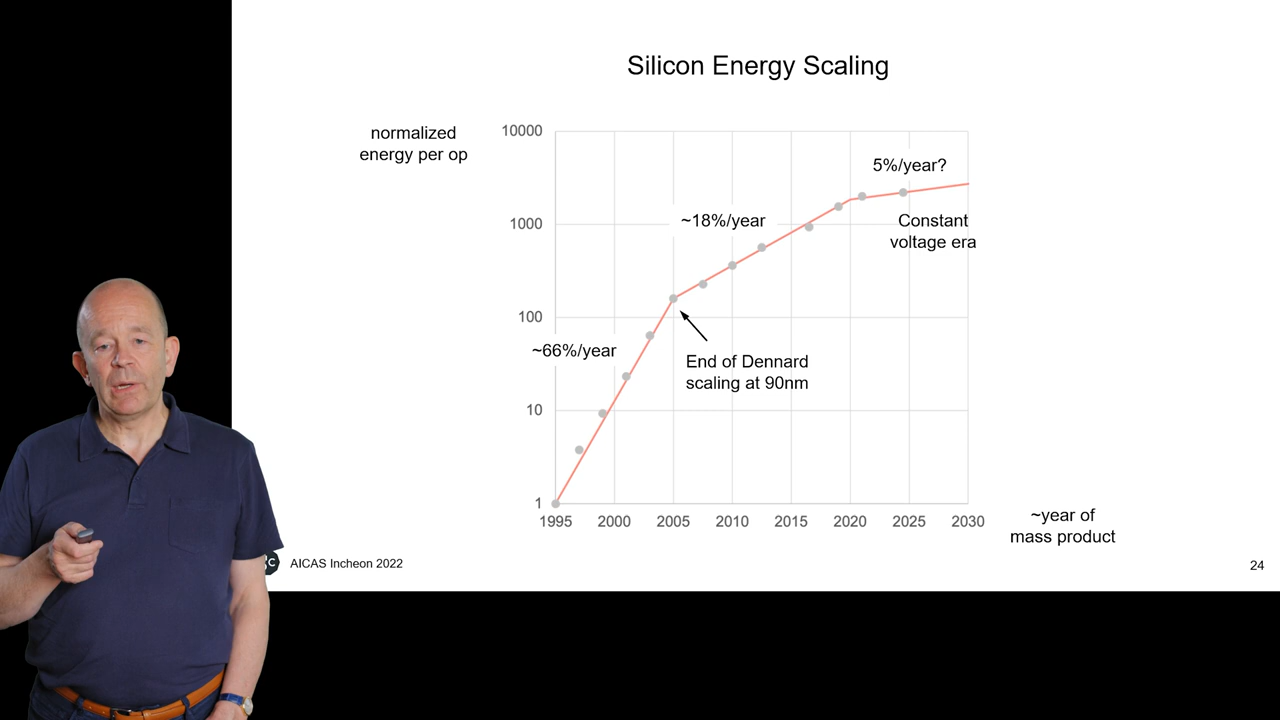 Silicon Energy Scaling
normalized
energy per op
10000
1000
100
10
1
5%/year?
Constant
voltage era
~18%/year
~66%/year
End of Dennard
scaling at 90nm
1995 2000 2005 2010 2015 2020 2025 2030
~year of
mass product
C AICAS Incheon 2022
24